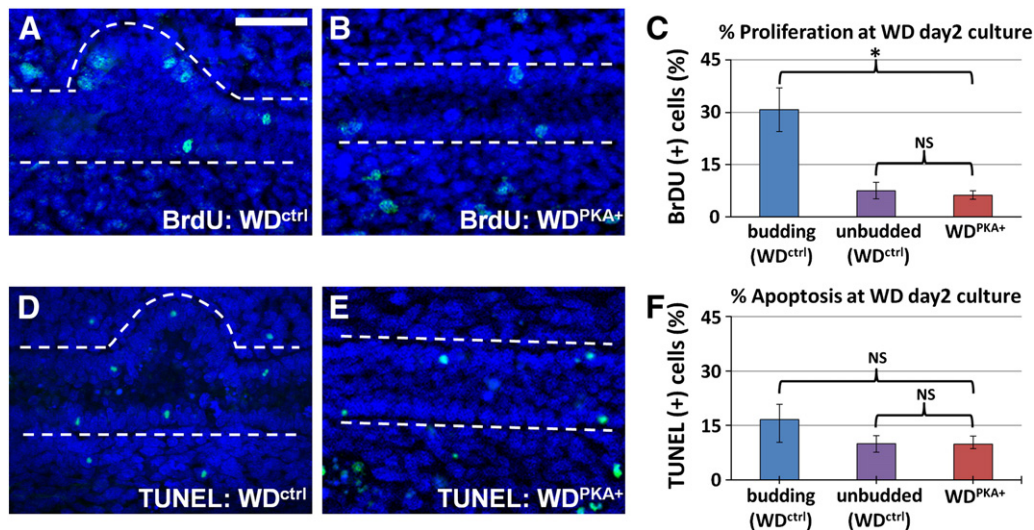 A
BrdU: WDctrl
B
BrdU: WDPKA+
C
% Proliferation at WD day2 culture
BrDU (+) cells (%)
45
30
15
0
*
NS
budding
(WDctrl)
unbudded
(WDctrl)
WDPKA+
D
TUNEL: WDctrl
E
TUNEL: WDPKA+
F
% Apoptosis at WD day2 culture
TUNEL (+) cells (%)
45
30
15
0
NS
NS
budding
(WDctrl)
unbudded
(WDctrl)
WDPKA+